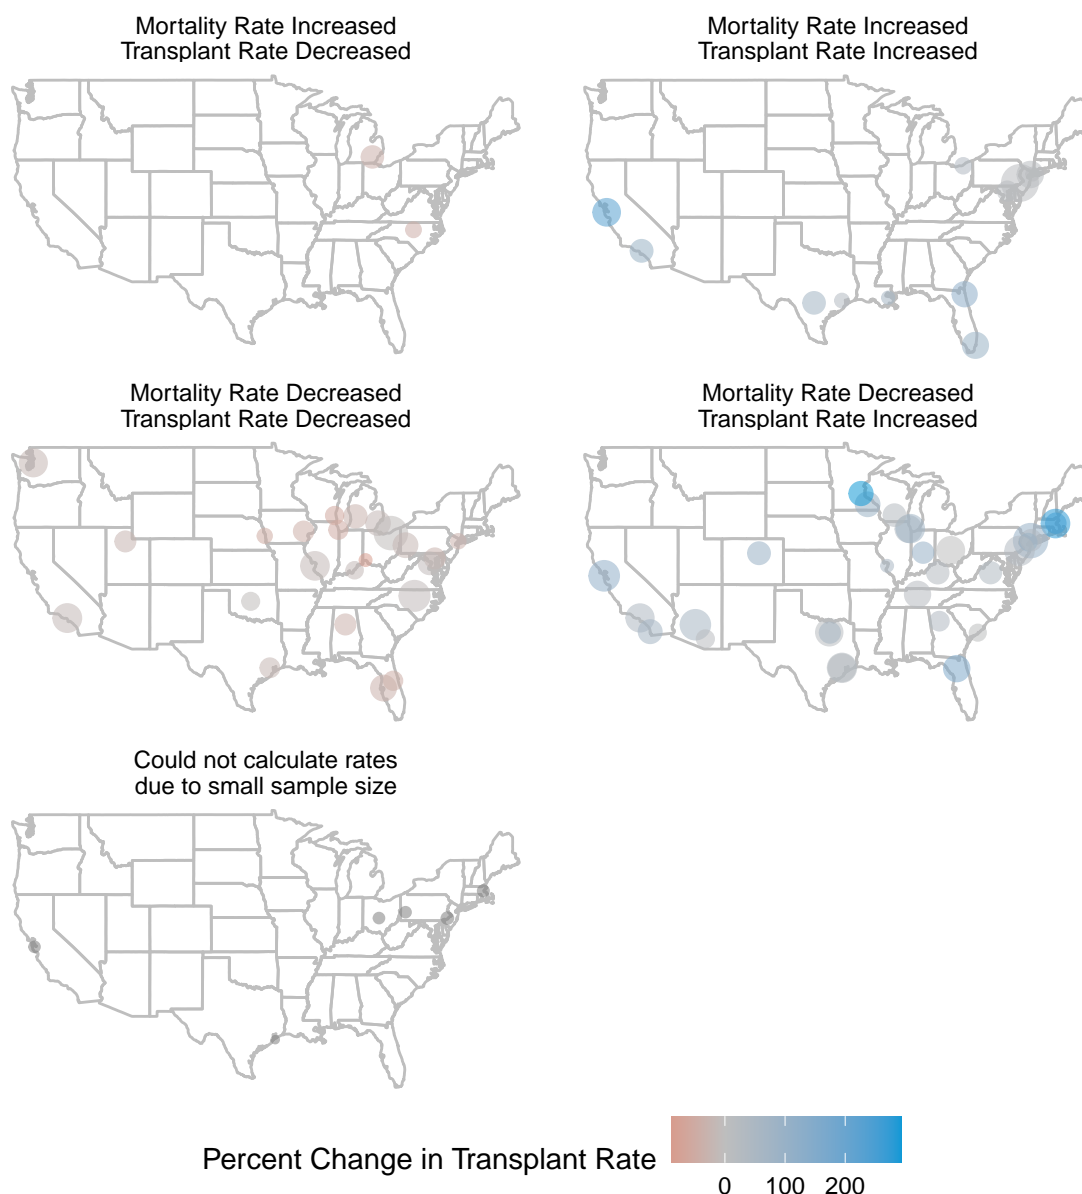 Mortality Rate Increased
Transplant Rate Decreased
Mortality Rate Increased
Transplant Rate Increased
Mortality Rate Decreased
Transplant Rate Decreased
Mortality Rate Decreased
Transplant Rate Increased
Could not calculate rates
due to small sample size
Percent Change in Transplant Rate
0 100 200